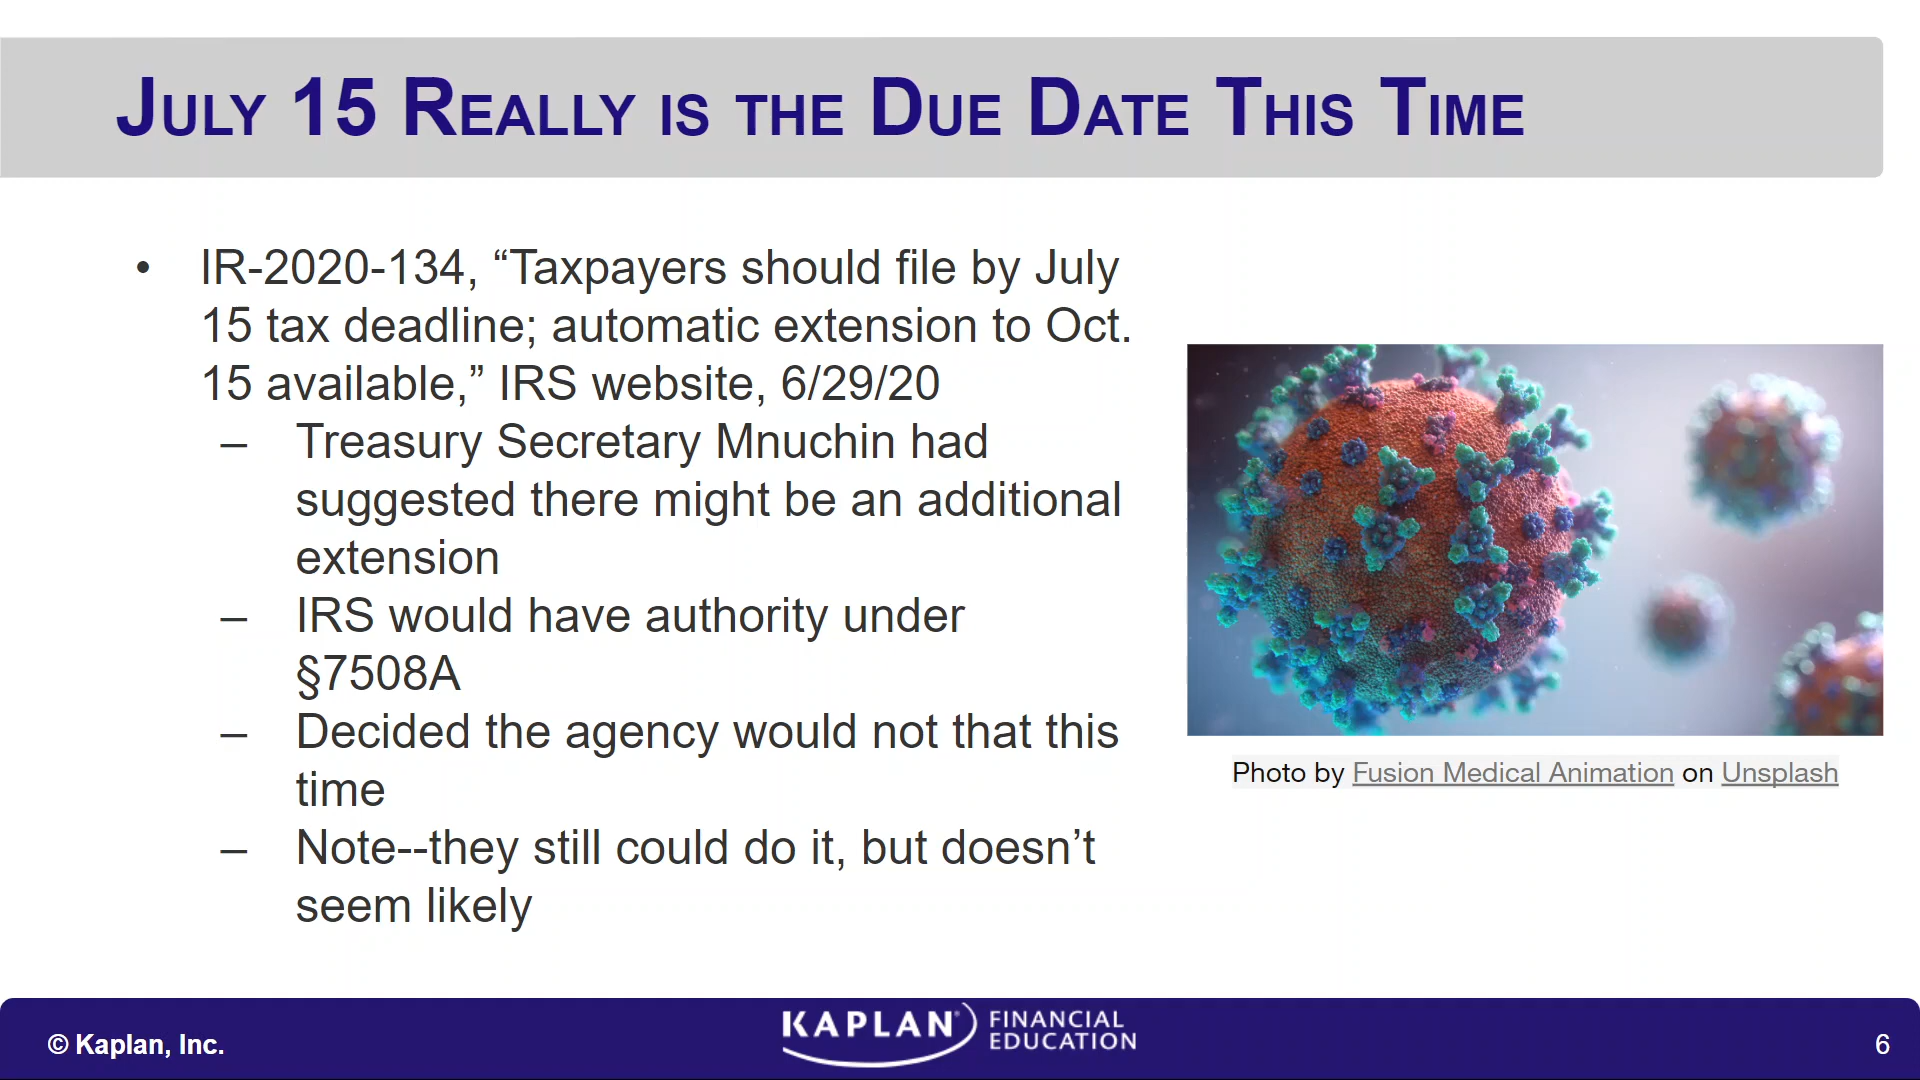 July 15 Really is the Due Date This Time
• IR-2020-134, “Taxpayers should file by July
15 tax deadline; automatic extension to Oct.
15 available,” IRS website, 6/29/20
– Treasury Secretary Mnuchin had
suggested there might be an additional
extension
– IRS would have authority under
§7508A
– Decided the agency would not that this
time
– Note--they still could do it, but doesn’t
seem likely
Photo by Fusion Medical Animation on Unsplash
© Kaplan, Inc.
KAPLAN
FINANCIAL
EDUCATION
6